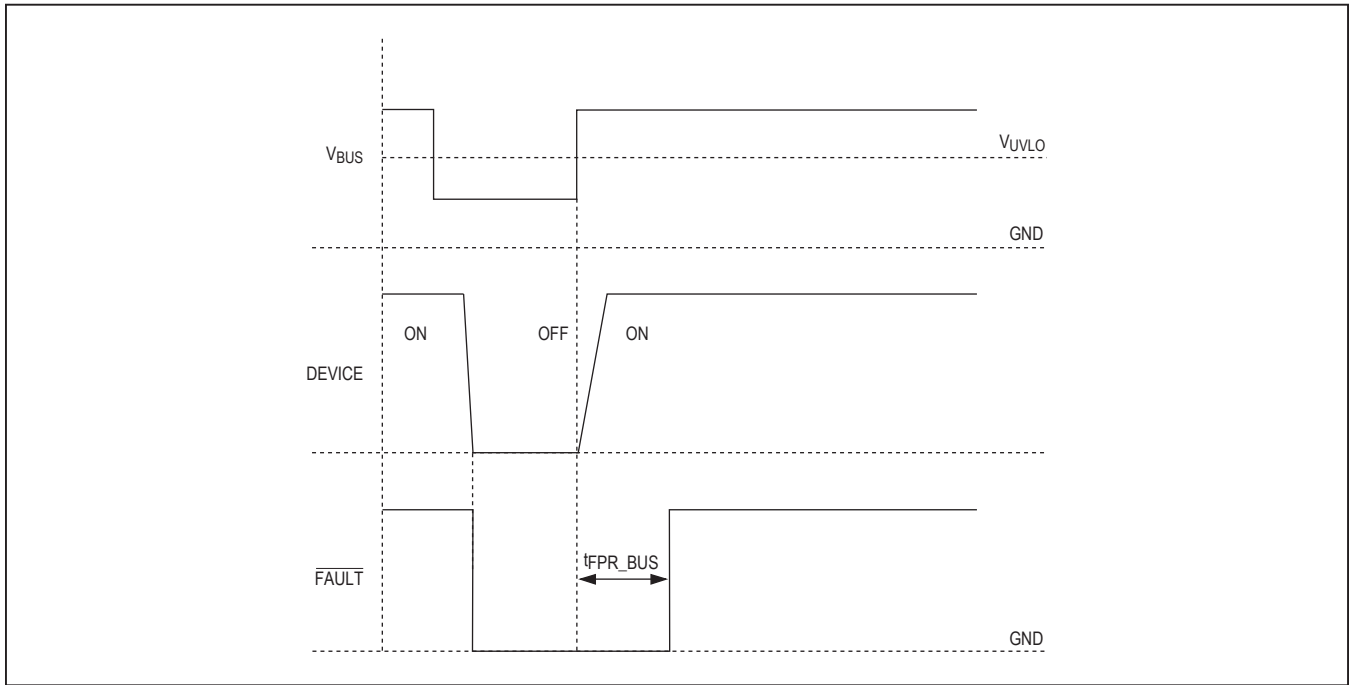 VBUS
VUVLO
GND
ON
OFF
ON
DEVICE
tFPR_BUS
FAULT
GND